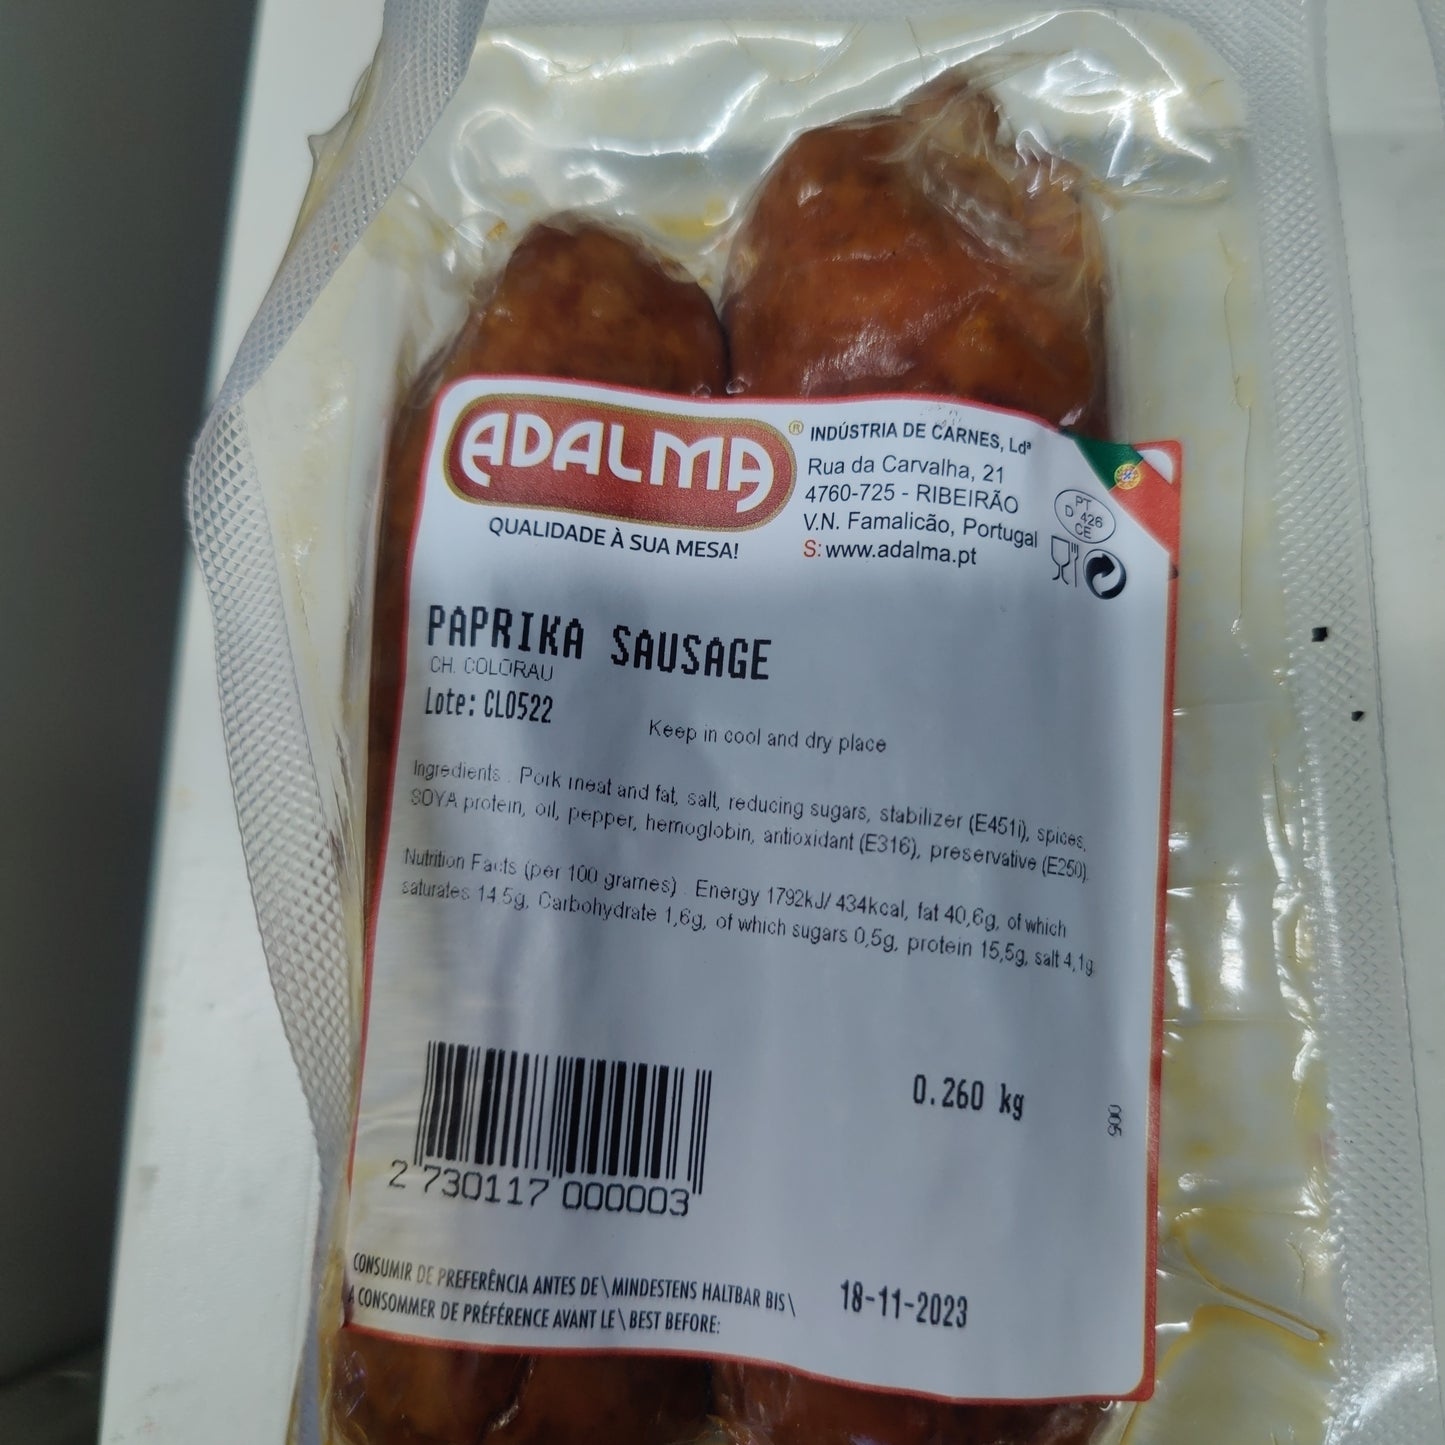 ADALMA®
QUALIDADE À SUA MESA!
INDÚSTRIA DE CARNES, Ldª
Rua da Carvalha, 21
4760-725 - RIBEIRÃO
V.N. Famalicão, Portugal
S: www.adalma.pt
PT
D 426
CE
PAPRIKA SAUSAGE
CH. COLORAU
Lote: CL0522
Keep in cool and dry place
Ingredients : Pork meat and fat, salt, reducing sugars, stabilizer (E451i), spices,
SOYA protein, oil, pepper, hemoglobin, antioxidant (E316), preservative (E250).
Nutrition Facts (per 100 grames) : Energy 1792kJ/ 434kcal, fat 40,6g, of which
saturates 14.5g, Carbohydrate 1,6g, of which sugars 0,5g, protein 15,5g, salt 4,1g
0.260 kg
005
2 730117 000003
CONSUMIR DE PREFERÊNCIA ANTES DE \ MINDESTENS HALTBAR BIS \
A CONSOMMER DE PRÉFÉRENCE AVANT LE \ BEST BEFORE:
18-11-2023